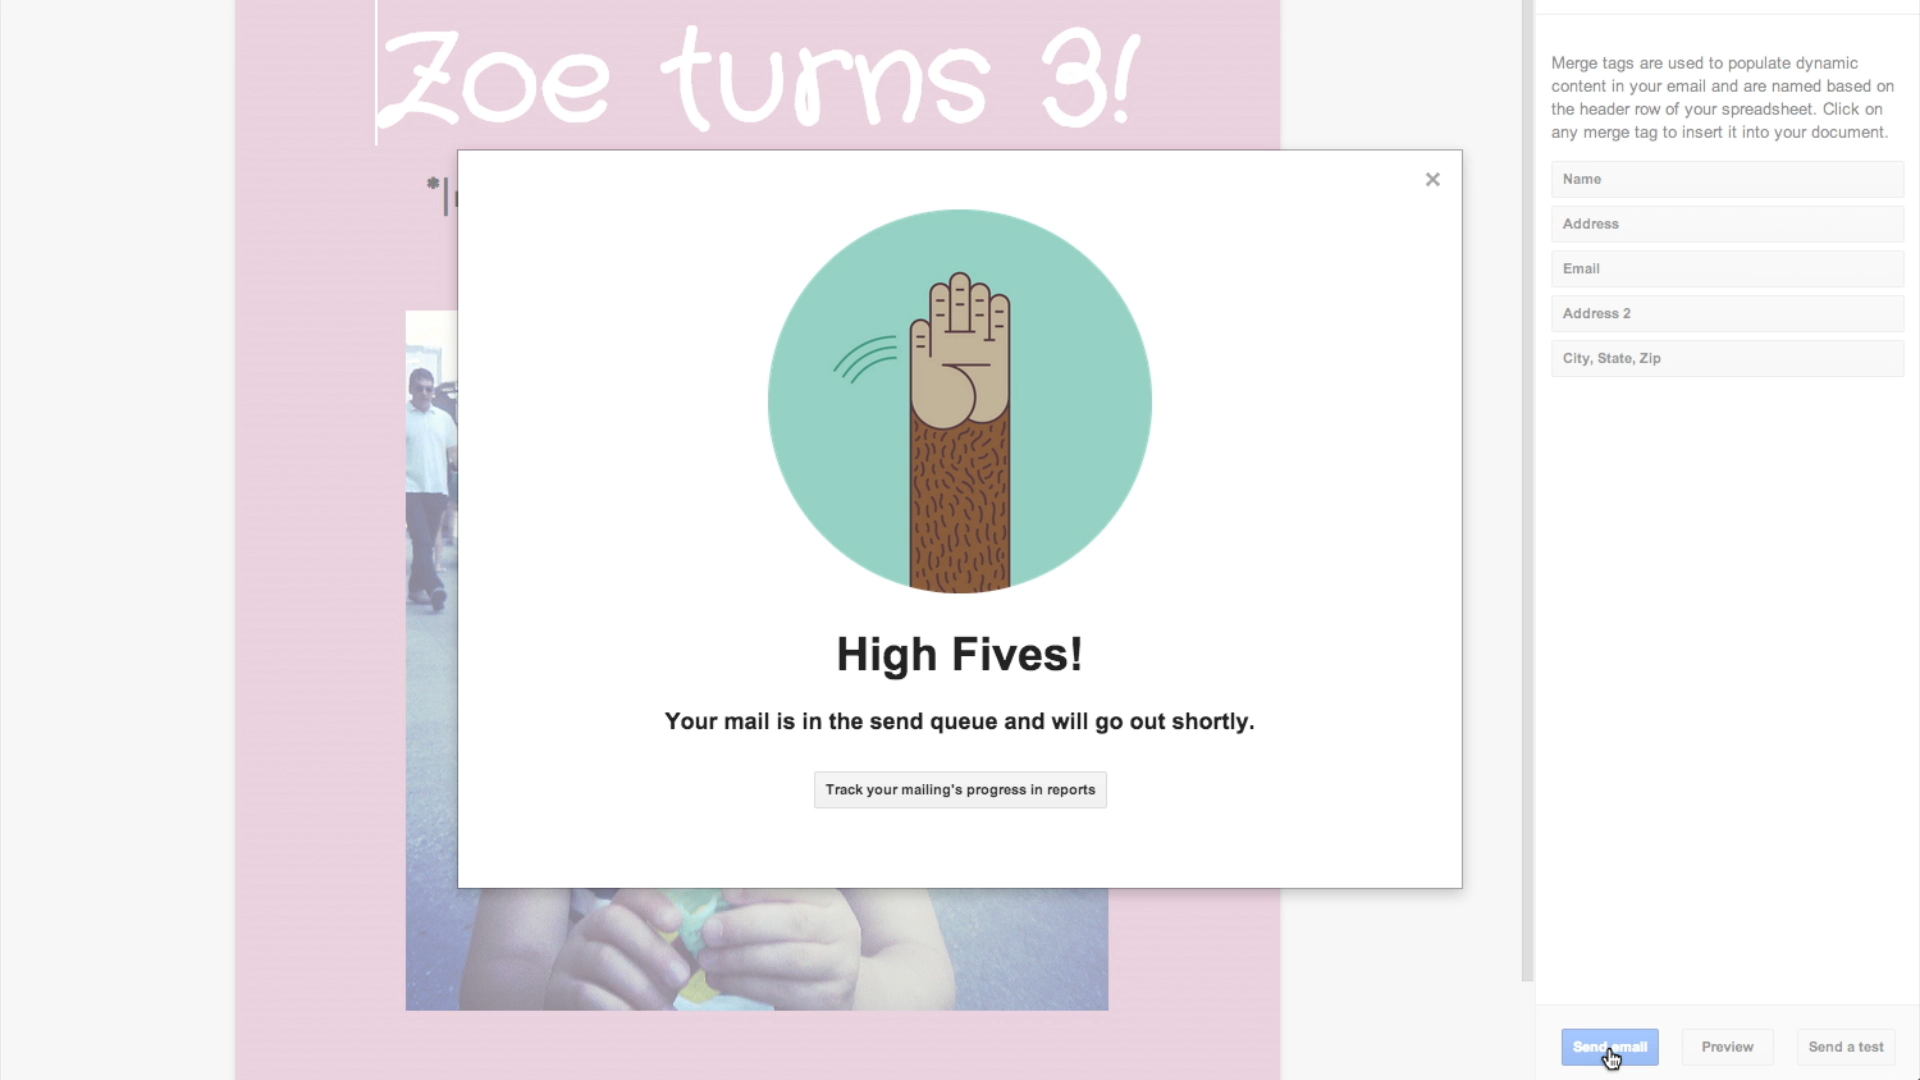 Zoe turns 3!
*|
Merge tags are used to populate dynamic
content in your email and are named based on
the header row of your spreadsheet. Click on
any merge tag to insert it into your document.
Name
Address
Email
Address 2
City, State, Zip
×
High Fives!
Your mail is in the send queue and will go out shortly.
Track your mailing's progress in reports
Send email
Preview
Send a test